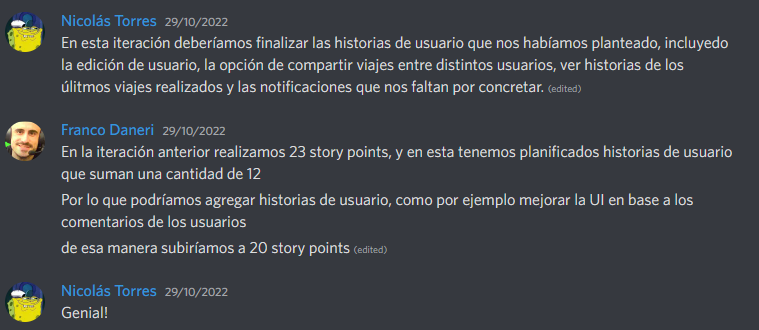 Nicolás Torres 29/10/2022
En esta iteración deberíamos finalizar las historias de usuario que nos habíamos planteado, incluyedo
la edición de usuario, la opción de compartir viajes entre distintos usuarios, ver historias de los
úlitmos viajes realizados y las notificaciones que nos faltan por concretar. (edited)
Franco Daneri 29/10/2022
En la iteración anterior realizamos 23 story points, y en esta tenemos planificados historias de usuario
que suman una cantidad de 12
Por lo que podríamos agregar historias de usuario, como por ejemplo mejorar la UI en base a los
comentarios de los usuarios
de esa manera subiríamos a 20 story points (edited)
Nicolás Torres 29/10/2022
Genial!